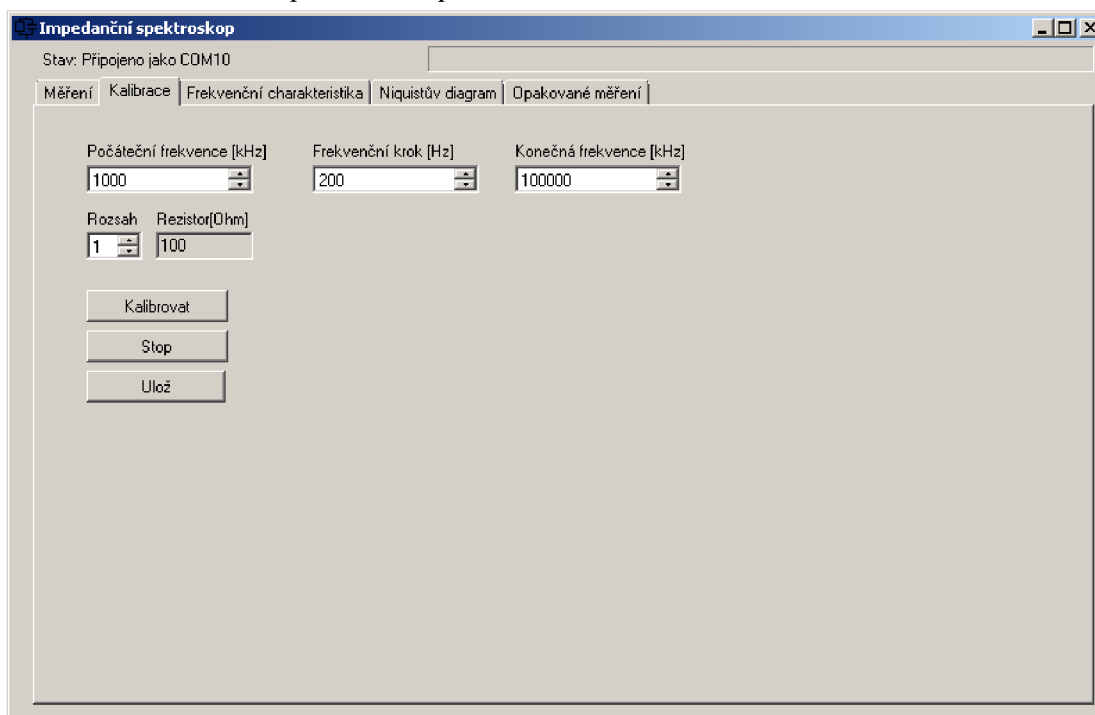 Impedanční spektroskop
Stav: Připojeno jako COM10
Měření Kalibrace Frekvenční charakteristika Niquistův diagram Opakované měření
Počáteční frekvence [kHz] Frekvenční krok [Hz] Konečná frekvence [kHz]
1000 200 100000
Rozsah Rezistor[Ohm]
1 100
Kalibrovat
Stop
Ulož